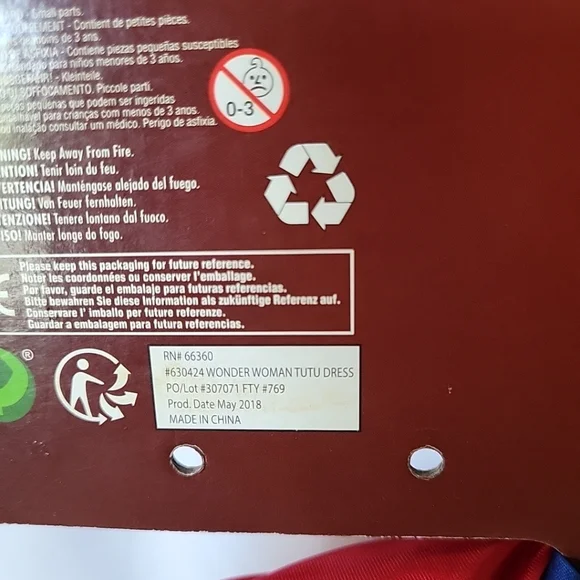 - Small parts.
- Contient de petites pièces.
de 3 ans.
- Contiene piezas pequeñas susceptibles
para niños menores de 3 años.
- Kleinteile.
SOFFOCAMENTO. Piccole parti.
pequenas que podem ser ingeridas
para crianças com menos de 3 anos.
ou inalação consultar um médico. Perigo de asfixia.
0-3
Keep Away From Fire.
Tenir loin du feu.
Manténgase alejado del fuego.
Von Feuer fernhalten.
Tenere lontano dal fuoco.
Manter longe do fogo.
Please keep this packaging for future reference.
Noter les coordonnées ou conserver l'emballage.
Por favor, guarde el embalaje para futuras referencias.
Bitte bewahren Sie diese Information als zukünftige Referenz auf.
Conservare l' imballo per future referenze.
Guardar a embalagem para futura referencias.
®
RN# 66360
#630424 WONDER WOMAN TUTU DRESS
PO/Lot #307071 FTY #769
Prod. Date May 2018
MADE IN CHINA